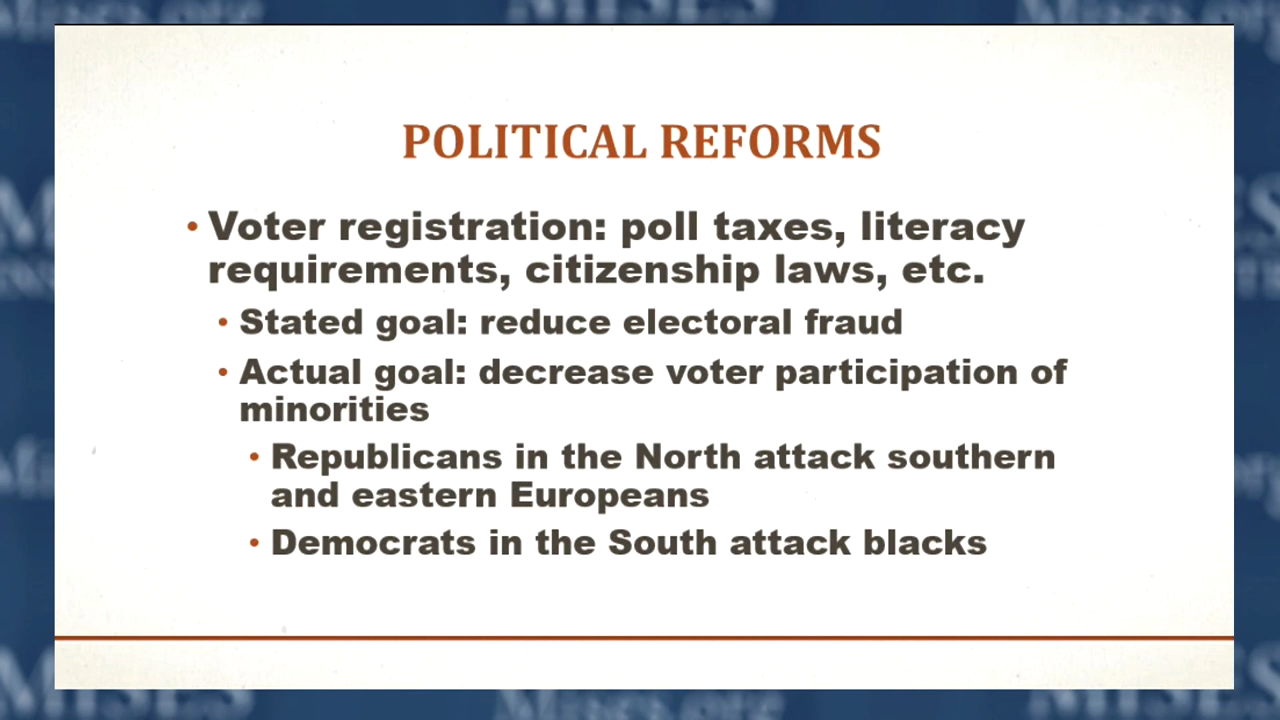 POLITICAL REFORMS
• Voter registration: poll taxes, literacy
requirements, citizenship laws, etc.
• Stated goal: reduce electoral fraud
• Actual goal: decrease voter participation of
minorities
• Republicans in the North attack southern
and eastern Europeans
• Democrats in the South attack blacks
Mises.org